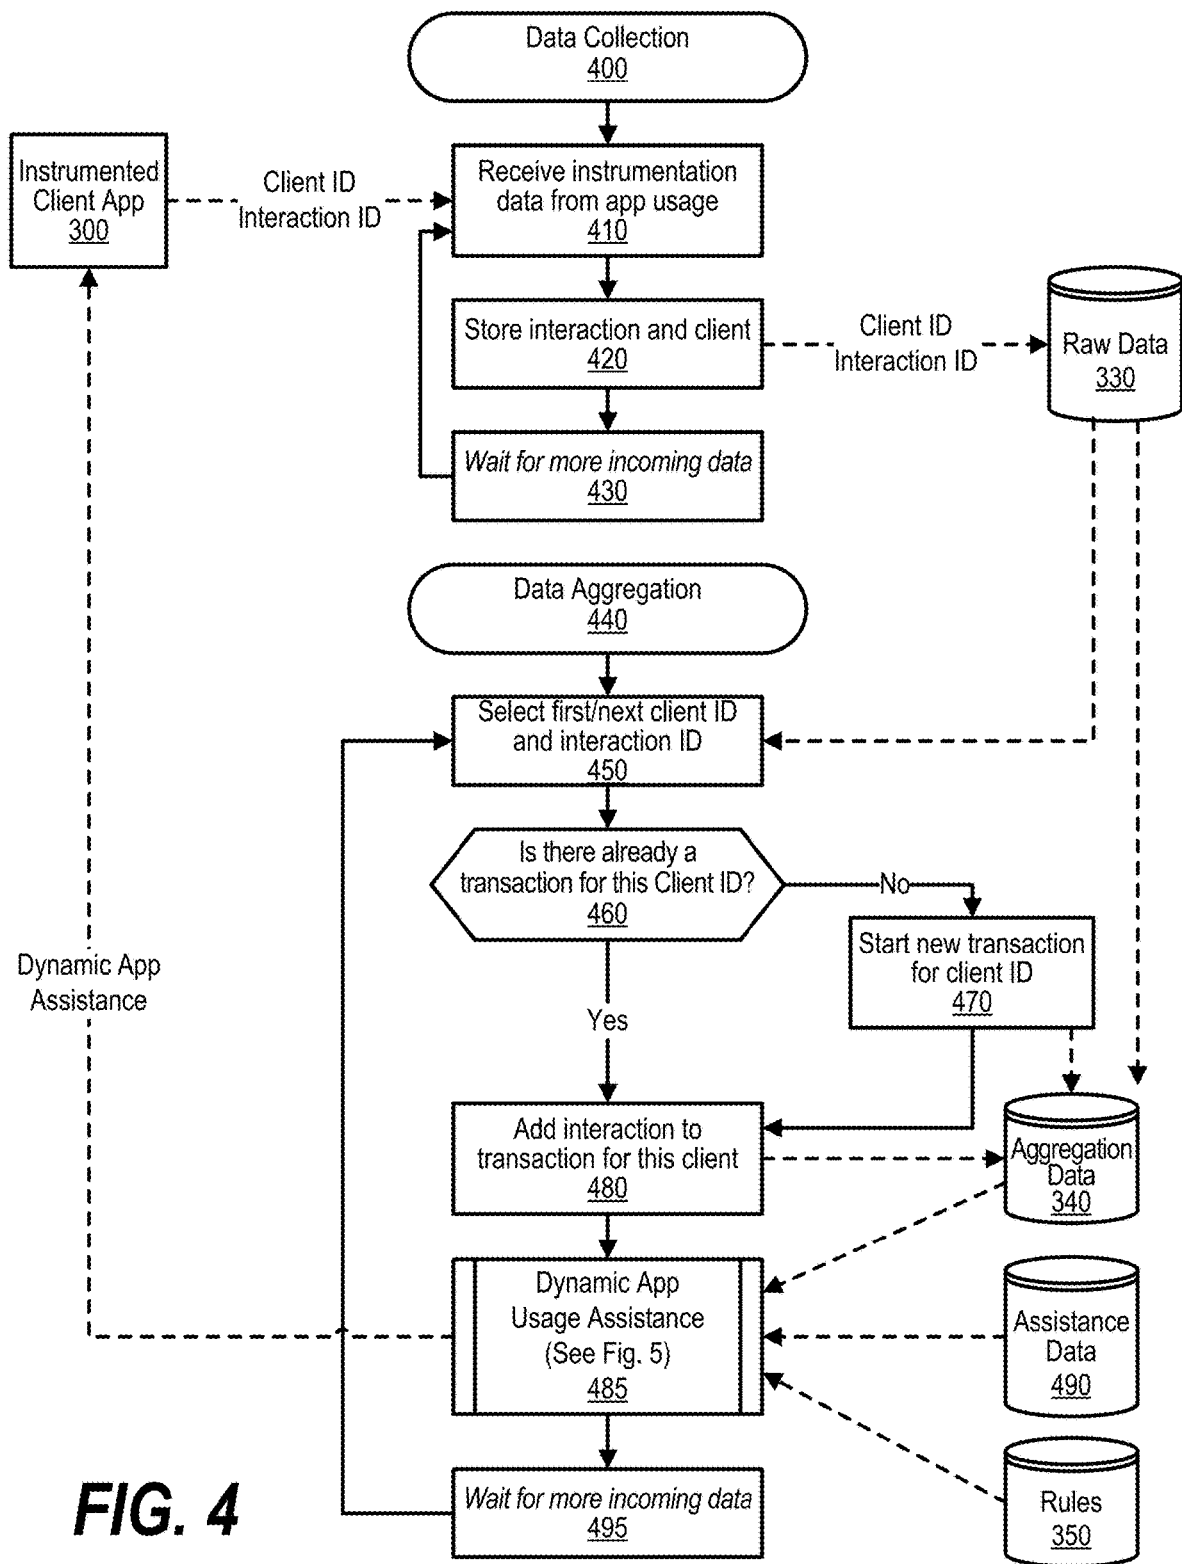 Data Collection
400
Instrumented
Client App
300
Client ID
Interaction ID
Receive instrumentation
data from app usage
410
Store interaction and client
420
Client ID
Interaction ID
Raw Data
330
Wait for more incoming data
430
Data Aggregation
440
Select first/next client ID
and interaction ID
450
Is there already a
transaction for this Client ID?
460
No
Start new transaction
for client ID
470
Dynamic App
Assistance
Yes
Add interaction to
transaction for this client
480
Aggregation
Data
340
Dynamic App
Usage Assistance
(See Fig. 5)
485
Assistance
Data
490
Wait for more incoming data
495
Rules
350
FIG. 4